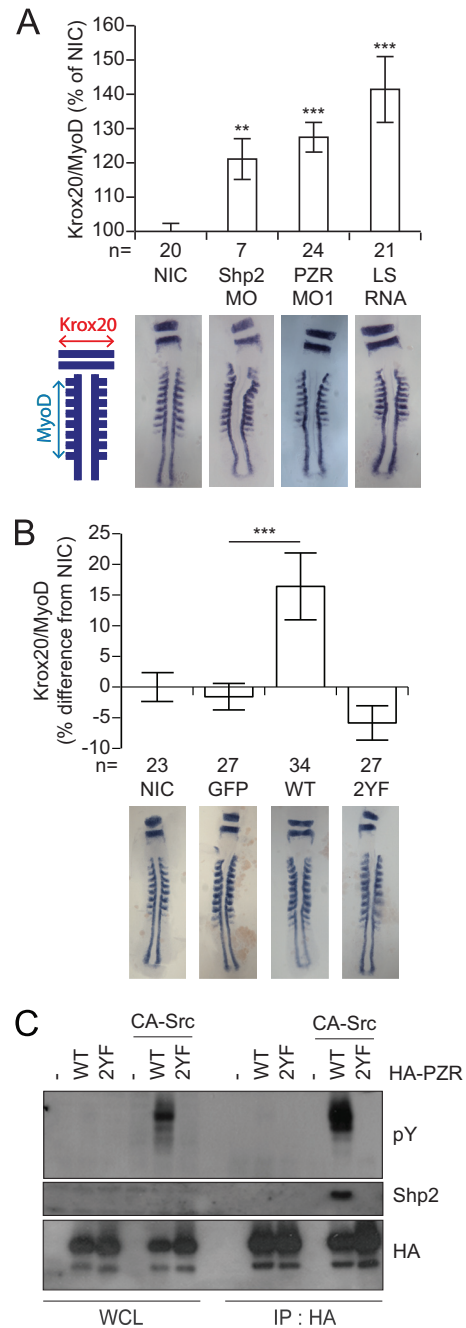 A
Krox20/MyoD (% of NIC)
160
150
140
130
120
110
100
**
***
***
n= 20 7 24 21
NIC Shp2 PZR LS
MO MO1 RNA
Krox20
MyoD
B
Krox20/MyoD
(% difference from NIC)
25
20
15
10
5
0
-5
-10
***
n= 23 27 34 27
NIC GFP WT 2YF
C
CA-Src CA-Src
- WT 2YF - WT 2YF - WT 2YF - WT 2YF HA-PZR
pY
Shp2
HA
WCL IP : HA